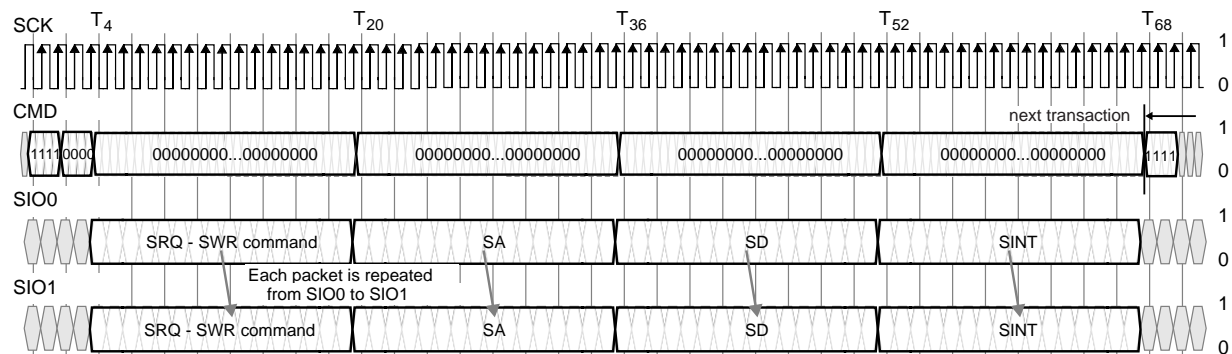 SCK T4 T20 T36 T52 T68
1
0
CMD
next transaction
1
1111 0000 00000000...00000000 00000000...00000000 00000000...00000000 00000000...00000000 1111
0
SIO0
1
SRQ - SWR command SA SD SINT
0
Each packet is repeated
from SIO0 to SIO1
SIO1
1
SRQ - SWR command SA SD SINT
0